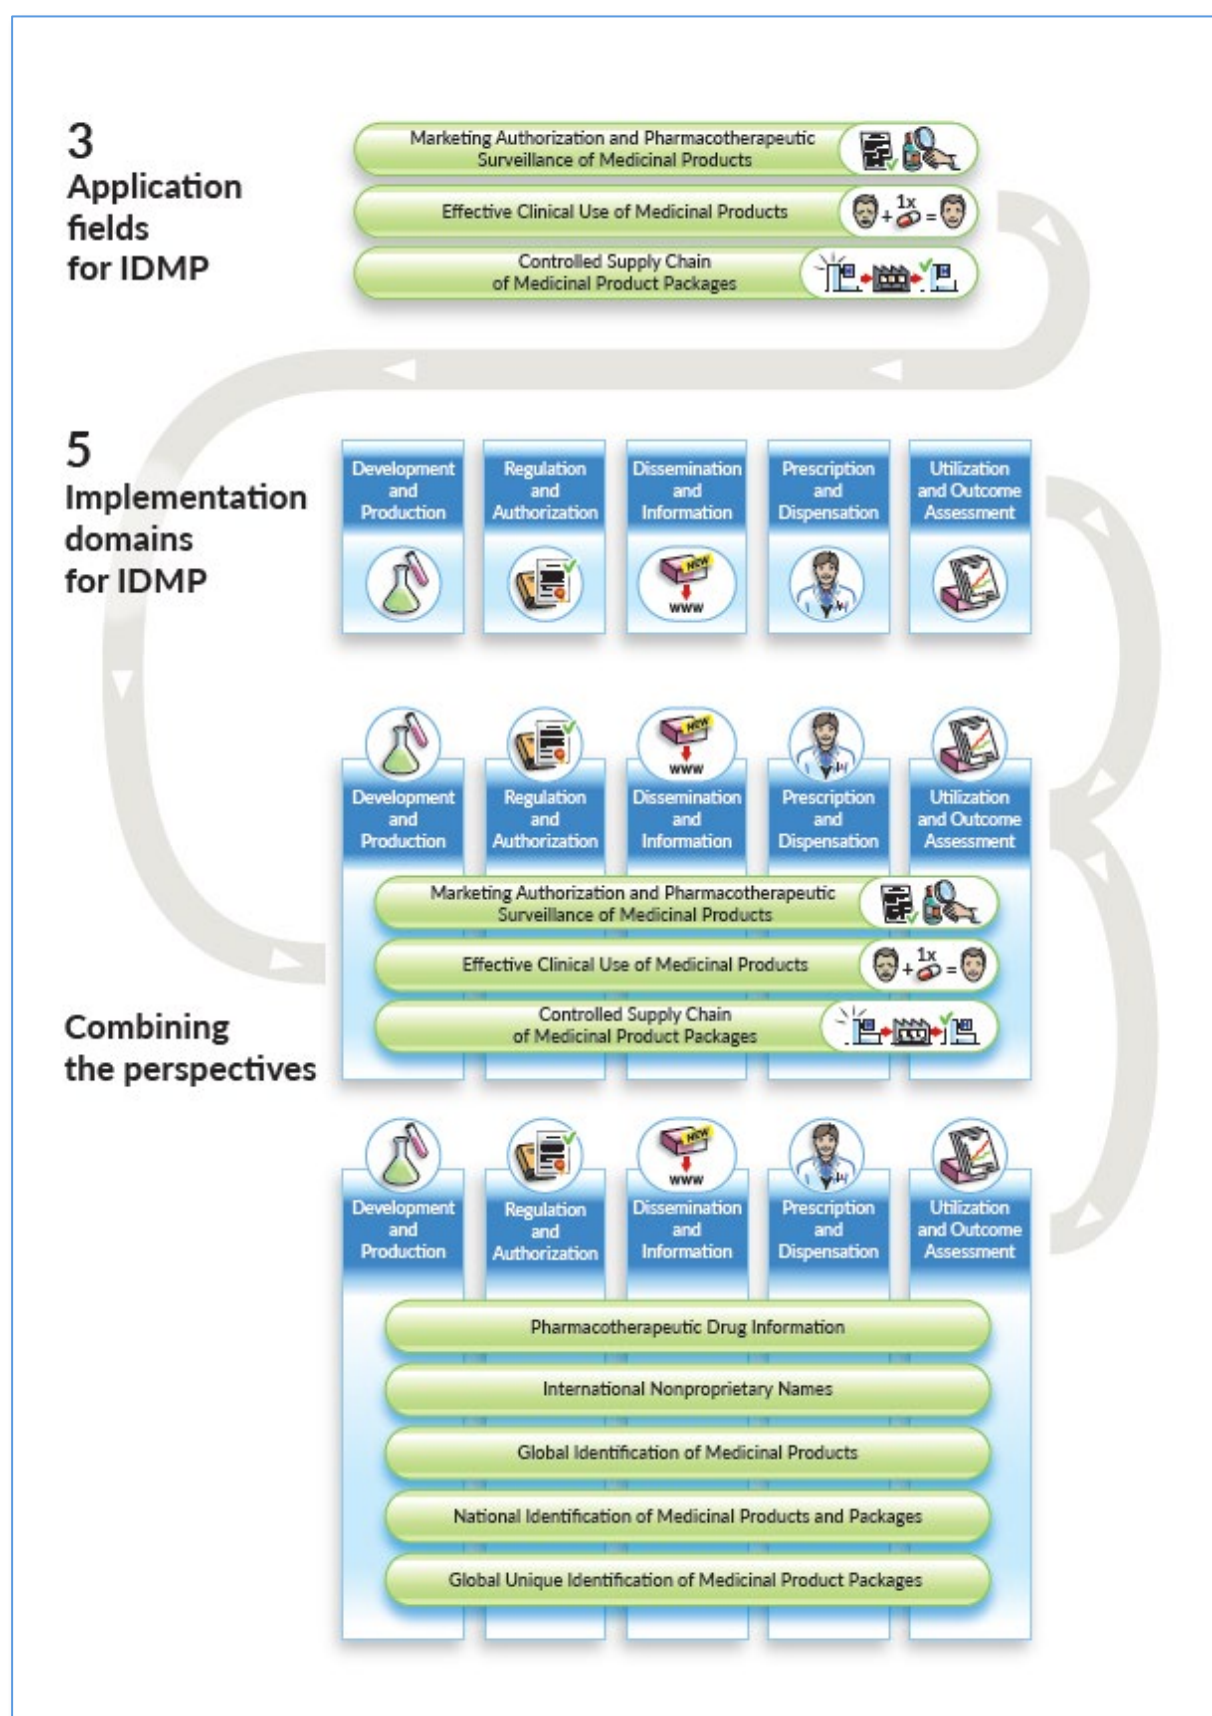 3
Application
fields
for IDMP
Marketing Authorization and Pharmacotherapeutic
Surveillance of Medicinal Products
Effective Clinical Use of Medicinal Products
1x
+ =
Controlled Supply Chain
of Medicinal Product Packages
5
Implementation
domains
for IDMP
Development
and
Production
Regulation
and
Authorization
Dissemination
and
Information
NEW
www
Prescription
and
Dispensation
Utilization
and Outcome
Assessment
Combining
the perspectives
Development
and
Production
Regulation
and
Authorization
NEW
www
Dissemination
and
Information
Prescription
and
Dispensation
Utilization
and Outcome
Assessment
Marketing Authorization and Pharmacotherapeutic
Surveillance of Medicinal Products
Effective Clinical Use of Medicinal Products
1x
+ =
Controlled Supply Chain
of Medicinal Product Packages
Development
and
Production
Regulation
and
Authorization
NEW
www
Dissemination
and
Information
Prescription
and
Dispensation
Utilization
and Outcome
Assessment
Pharmacotherapeutic Drug Information
International Nonproprietary Names
Global Identification of Medicinal Products
National Identification of Medicinal Products and Packages
Global Unique Identification of Medicinal Product Packages